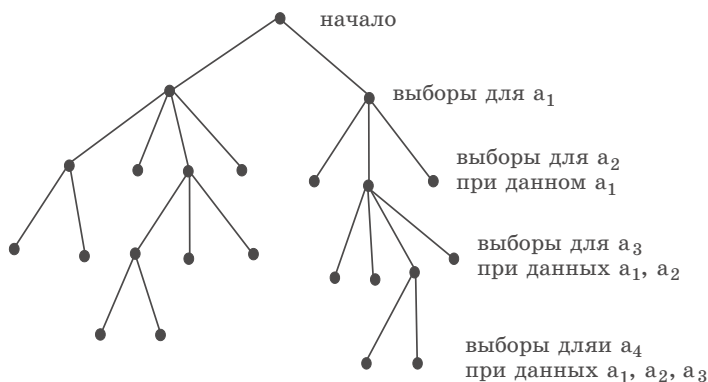 начало
выборы для a₁
выборы для a₂
при данном a₁
выборы для a₃
при данных a₁, a₂
выборы дляи a₄
при данных a₁, a₂, a₃